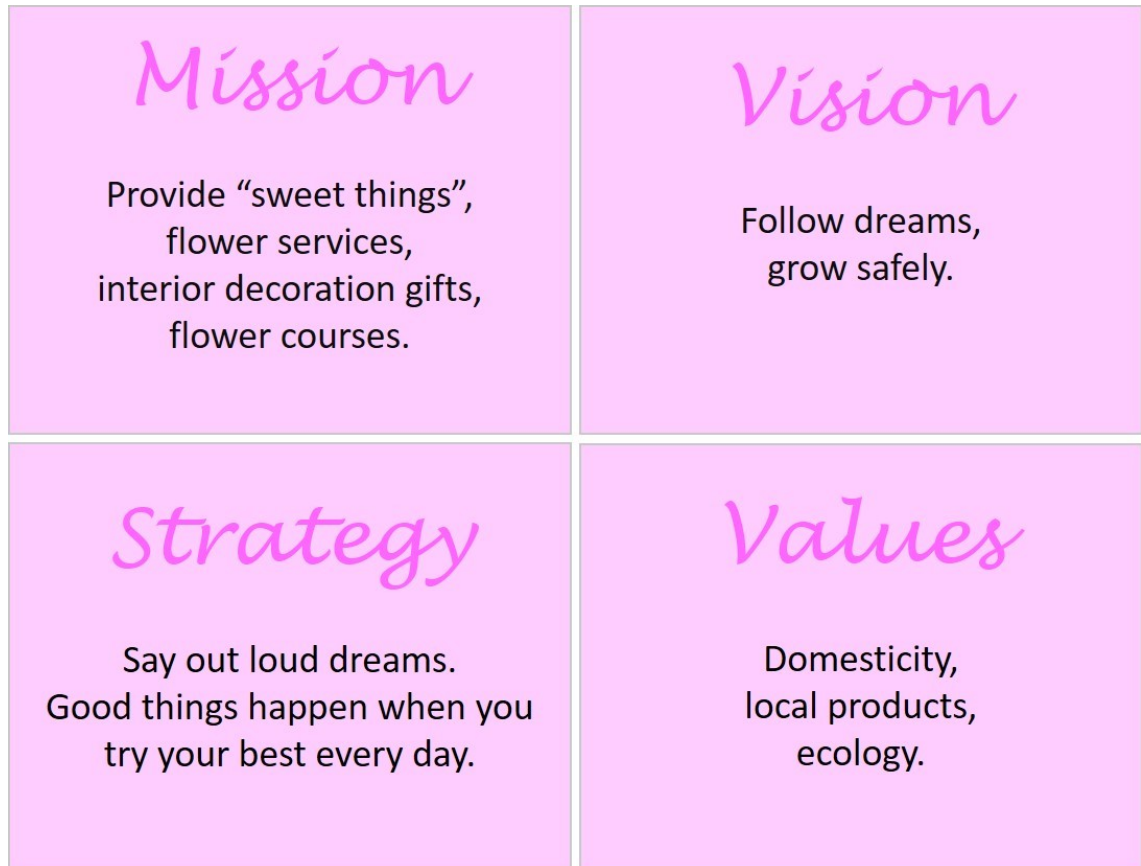 Mission
Provide “sweet things”,
flower services,
interior decoration gifts,
flower courses.
Vision
Follow dreams,
grow safely.
Strategy
Say out loud dreams.
Good things happen when you
try your best every day.
Values
Domesticity,
local products,
ecology.